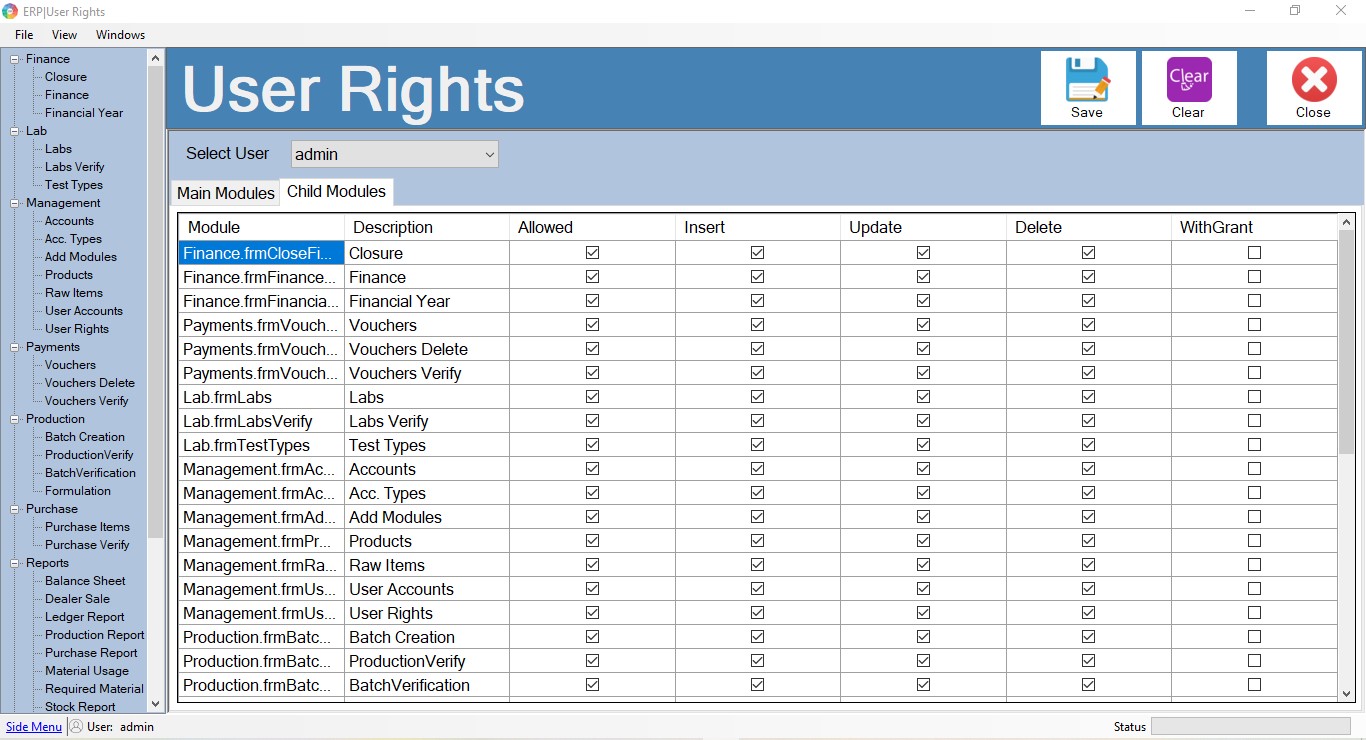 ERP|User Rights
File View Windows
Finance
Closure
Finance
Financial Year
Lab
Labs
Labs Verify
Test Types
Management
Accounts
Acc. Types
Add Modules
Products
Raw Items
User Accounts
User Rights
Payments
Vouchers
Vouchers Delete
Vouchers Verify
Production
Batch Creation
ProductionVerify
BatchVerification
Formulation
Purchase
Purchase Items
Purchase Verify
Reports
Balance Sheet
Dealer Sale
Ledger Report
Production Report
Purchase Report
Material Usage
Required Material
Stock Report
User Rights
Clear
Save Clear Close
Select User admin
Main Modules Child Modules
Module Description Allowed Insert Update Delete WithGrant
Finance.frmCloseFi... Closure
Finance.frmFinance... Finance
Finance.frmFinancia... Financial Year
Payments.frmVouch... Vouchers
Payments.frmVouch... Vouchers Delete
Payments.frmVouch... Vouchers Verify
Lab.frmLabs Labs
Lab.frmLabsVerify Labs Verify
Lab.frmTestTypes Test Types
Management.frmAc... Accounts
Management.frmAc... Acc. Types
Management.frmAd... Add Modules
Management.frmPr... Products
Management.frmRa... Raw Items
Management.frmUs... User Accounts
Management.frmUs... User Rights
Production.frmBatc... Batch Creation
Production.frmBatc... ProductionVerify
Production.frmBatc... BatchVerification
Side Menu User: admin Status